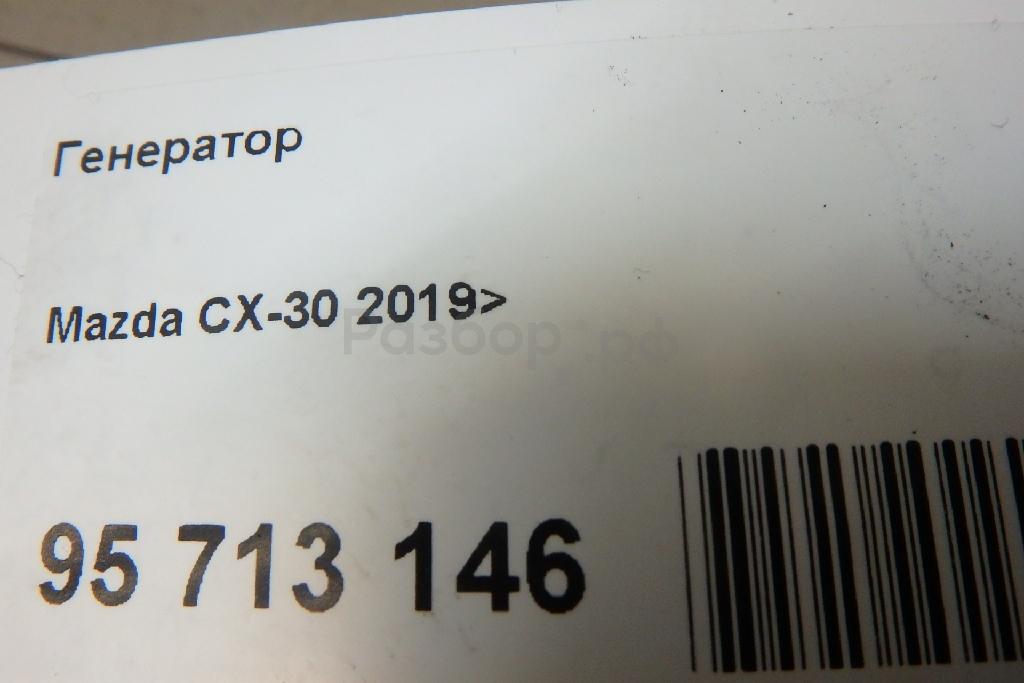 Генератор
Mazda CX-30 2019>
Разбор.рф
95 713 146